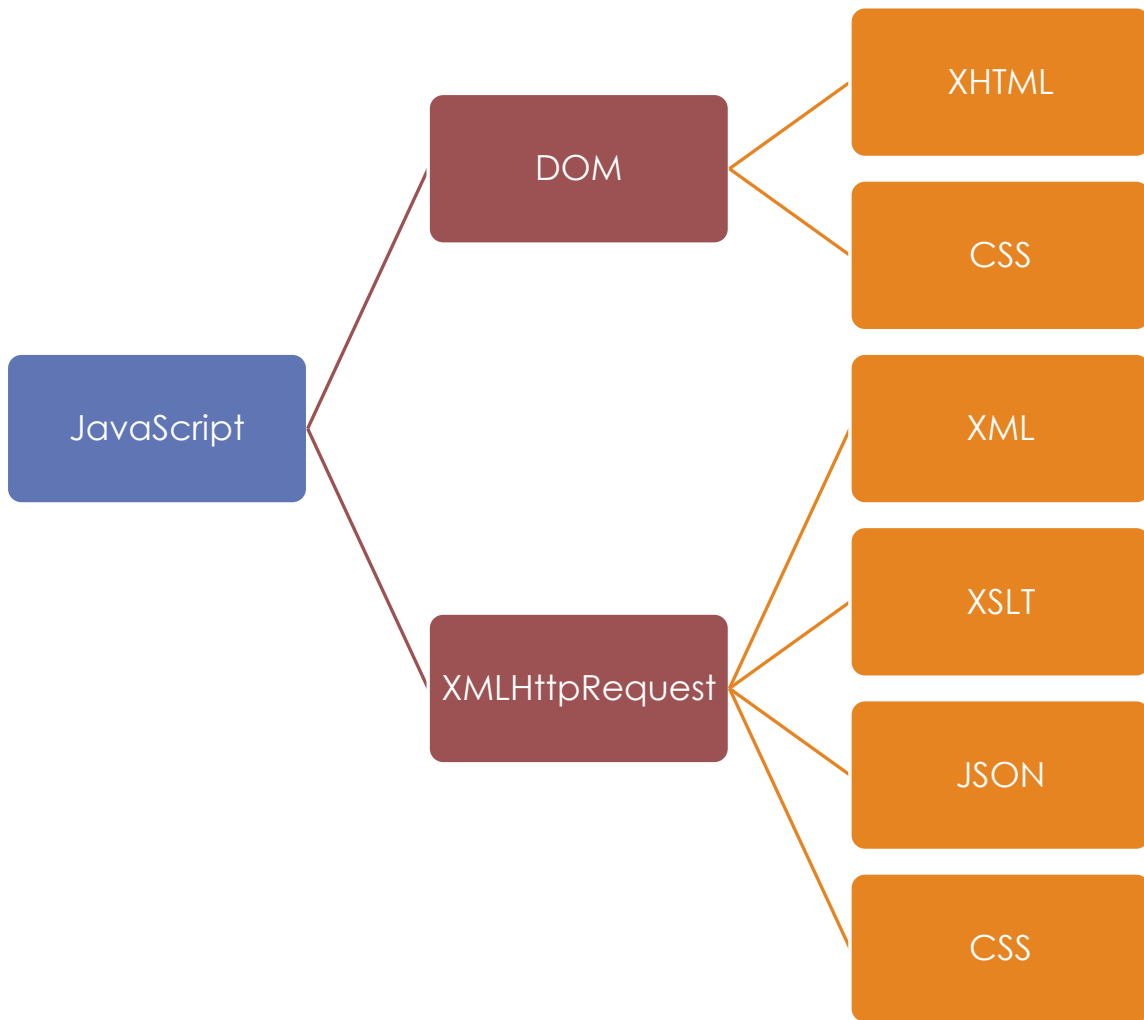 JavaScript
DOM
XHTML
CSS
XMLHttpRequest
XML
XSLT
JSON
CSS